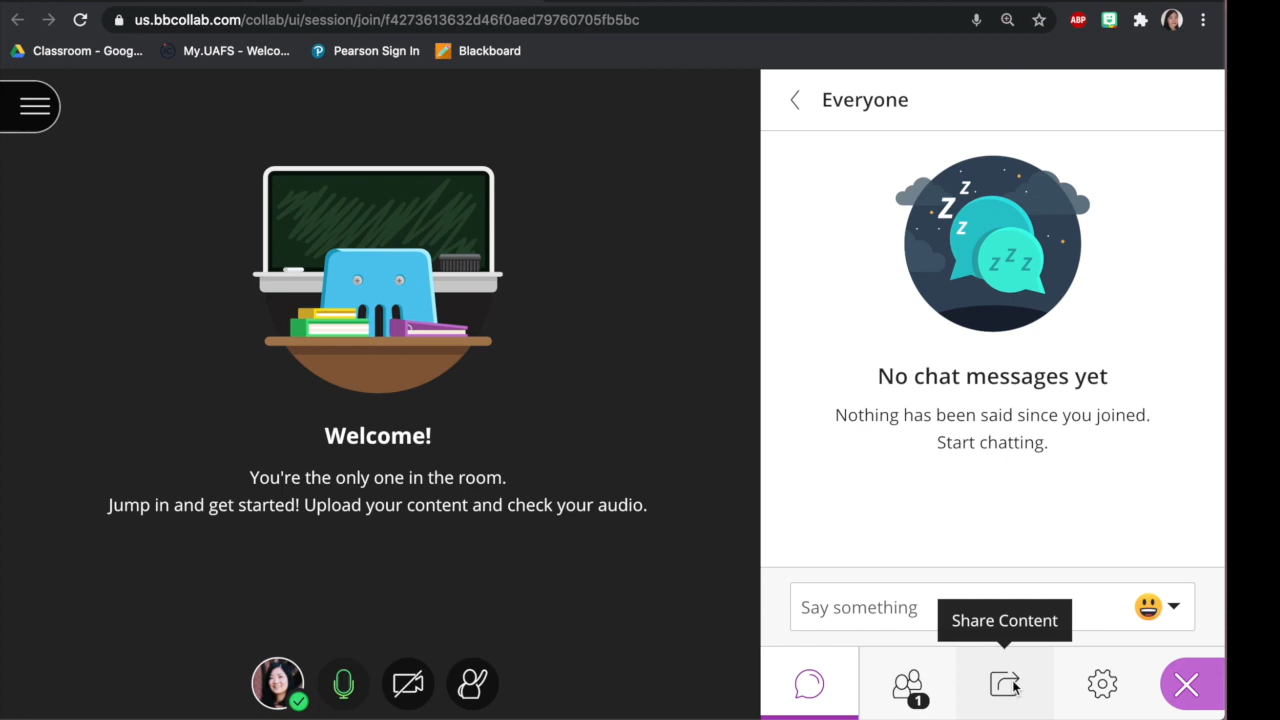 us.bbcollab.com/collab/ui/session/join/f4273613632d46f0aed79760705fb5bc
ABP
Classroom - Goog...
My.UAFS - Welco...
Pearson Sign In
Blackboard
Everyone
Z
Z
Z
Z Z Z
No chat messages yet
Nothing has been said since you joined.
Start chatting.
Welcome!
You're the only one in the room.
Jump in and get started! Upload your content and check your audio.
Say something
Share Content
1